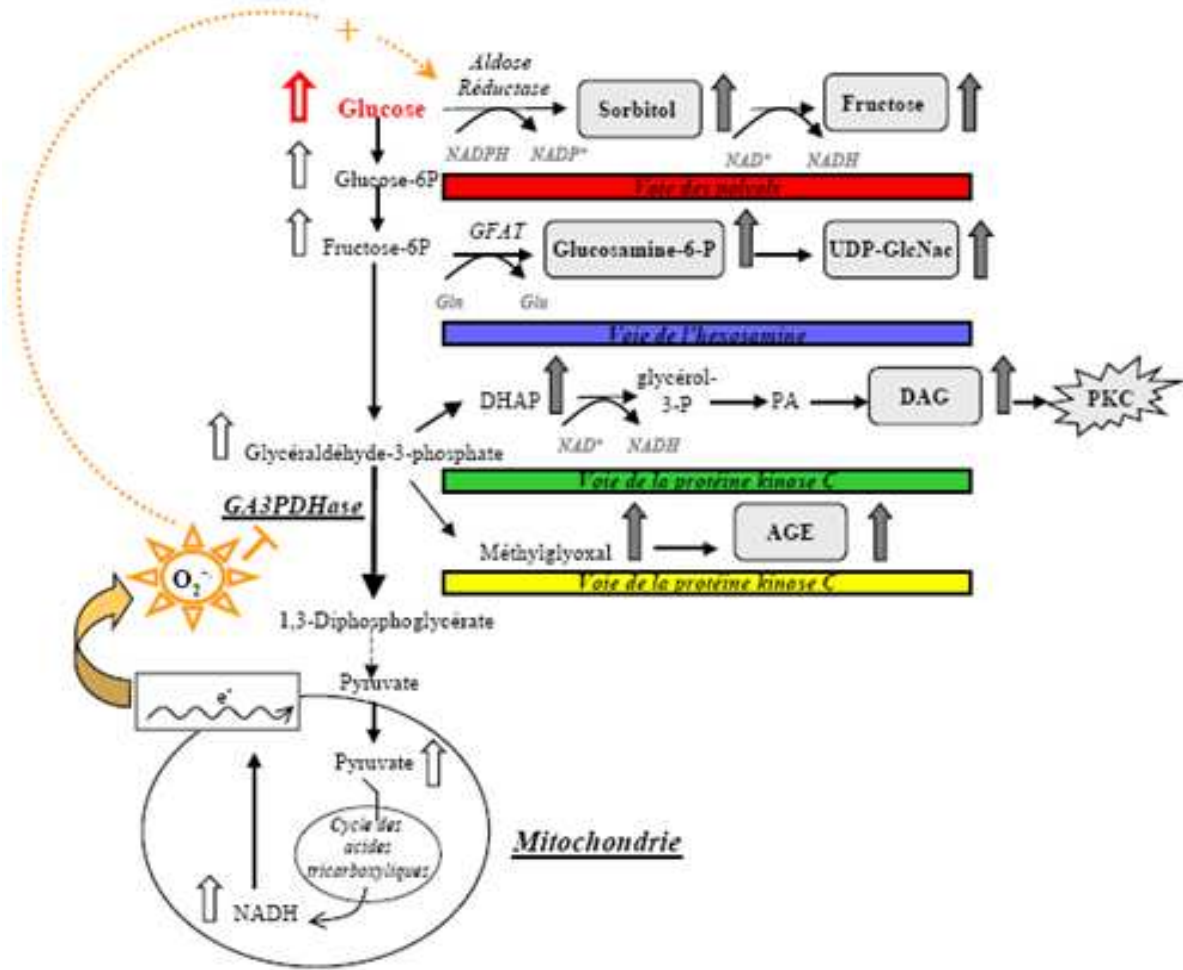 +
Aldose
Réductase
Glucose
Sorbitol
Fructose
NADPH NADP⁺
NAD⁺ NADH
Glucose-6P
Voie des polyols
Fructose-6P
GFAT
Glucosamine-6-P
UDP-GlcNac
Gln Glu
Voie de l'hexosamine
DHAP
glycérol-
3-P
PA
DAG
PKC
NAD⁺ NADH
Glycéraldéhyde-3-phosphate
Voie de la protéine kinase C
GA3PDHase
Méthylglyoxal
AGE
Voie de la protéine kinase C
O₂⁻·
1,3-Diphosphoglycérate
Pyruvate
e⁻
Pyruvate
Cycle des
acides
tricarboxyliques
Mitochondrie
NADH